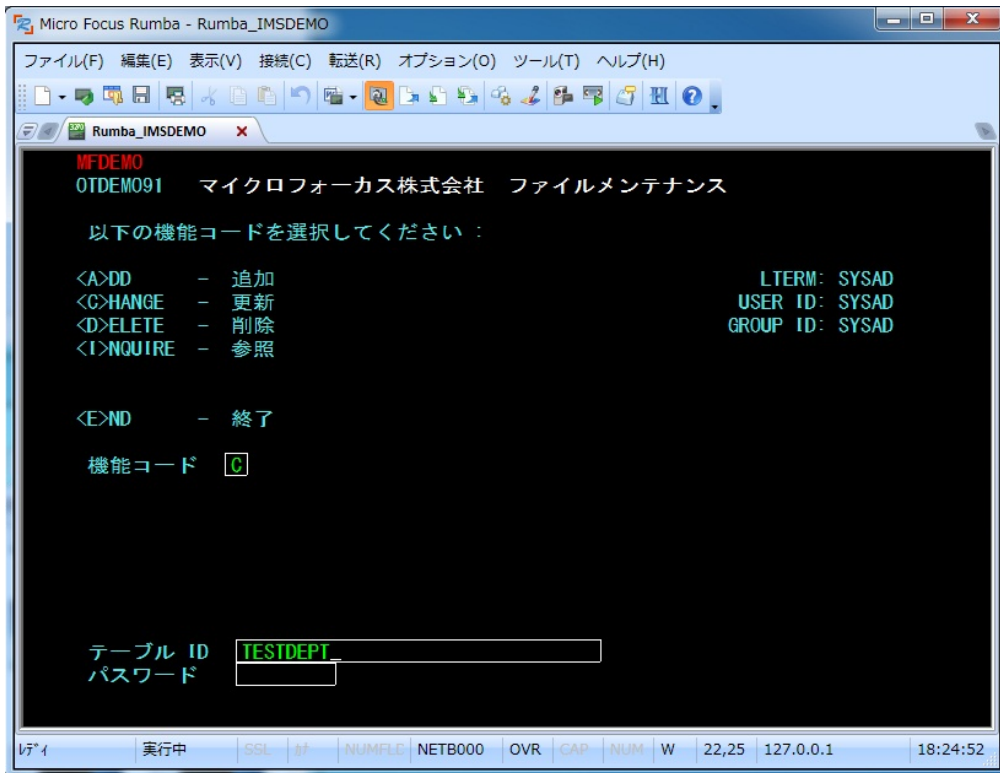 Micro Focus Rumba - Rumba_IMSDEMO
ファイル(F) 編集(E) 表示(V) 接続(C) 転送(R) オプション(O) ツール(T) ヘルプ(H)
Rumba_IMSDEMO
MFDEMO
OTDEMO91 マイクロフォーカス株式会社 ファイルメンテナンス
以下の機能コードを選択してください :
<A>DD － 追加 LTERM: SYSAD
<C>HANGE － 更新 USER ID: SYSAD
<D>ELETE － 削除 GROUP ID: SYSAD
<I>NQUIRE － 参照
<E>ND － 終了
機能コード C
テーブル ID TESTDEPT_
パスワード
ﾚﾃﾞｨ 実行中 SSL ｶﾅ NUMFLD NETB000 OVR CAP NUM W 22,25 127.0.0.1 18:24:52